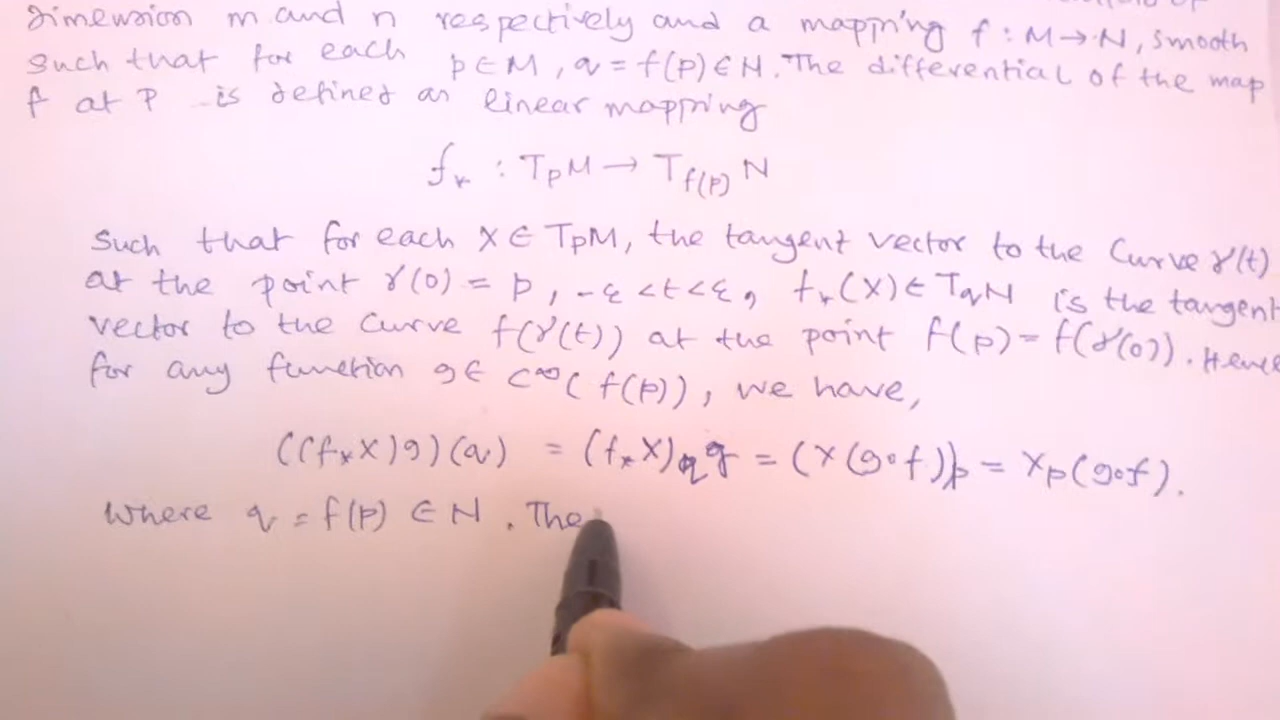 dimension m and n respectively and a mapping f : M → N, smooth
such that for each p ∈ M, q = f(p) ∈ N. The differential of the map
f at P is defined as linear mapping
f* : TpM → Tf(p) N
Such that for each X ∈ TpM, the tangent vector to the Curve γ(t)
at the point γ(0) = p, -ε < t < ε, f*(X) ∈ TqN is the tangent
vector to the curve f(γ(t)) at the point f(p) = f(γ(0)). Hence
for any function g ∈ C∞(f(p)), we have,
((f*X)g)(q) = (f*X)q g = (X(g∘f))p = Xp(g∘f).
Where q = f(p) ∈ N. The